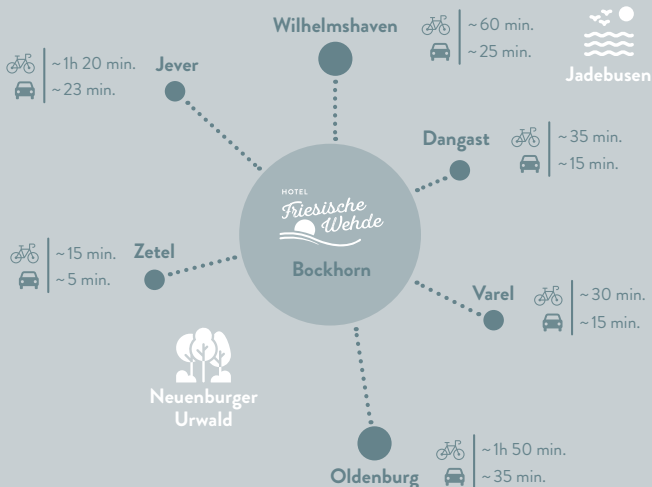 Wilhelmshaven
~60 min.
~25 min.
Jadebusen
Jever
~1h 20 min.
~23 min.
Dangast
~35 min.
~15 min.
HOTEL
Friesische
Wehde
Bockhorn
Zetel
~15 min.
~5 min.
Varel
~30 min.
~15 min.
Neuenburger
Urwald
Oldenburg
~1h 50 min.
~35 min.